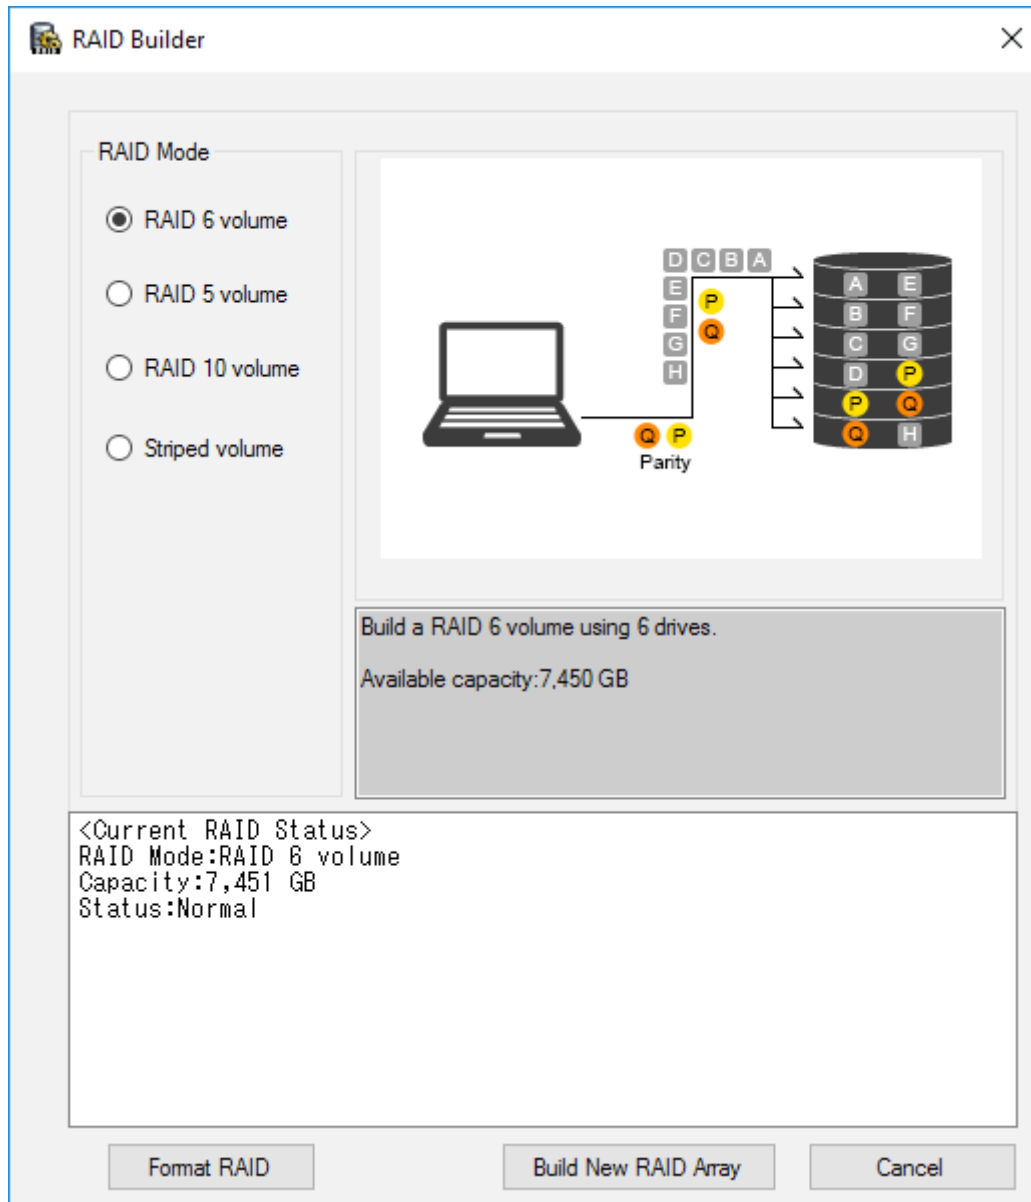 RAID Builder
RAID Mode
RAID 6 volume
RAID 5 volume
RAID 10 volume
Striped volume
D C B A
E
F
G
H
P
Q
Q P
Parity
A E
B F
C G
D P
P Q
Q H
Build a RAID 6 volume using 6 drives.
Available capacity:7,450 GB
<Current RAID Status>
RAID Mode:RAID 6 volume
Capacity:7,451 GB
Status:Normal
Format RAID
Build New RAID Array
Cancel